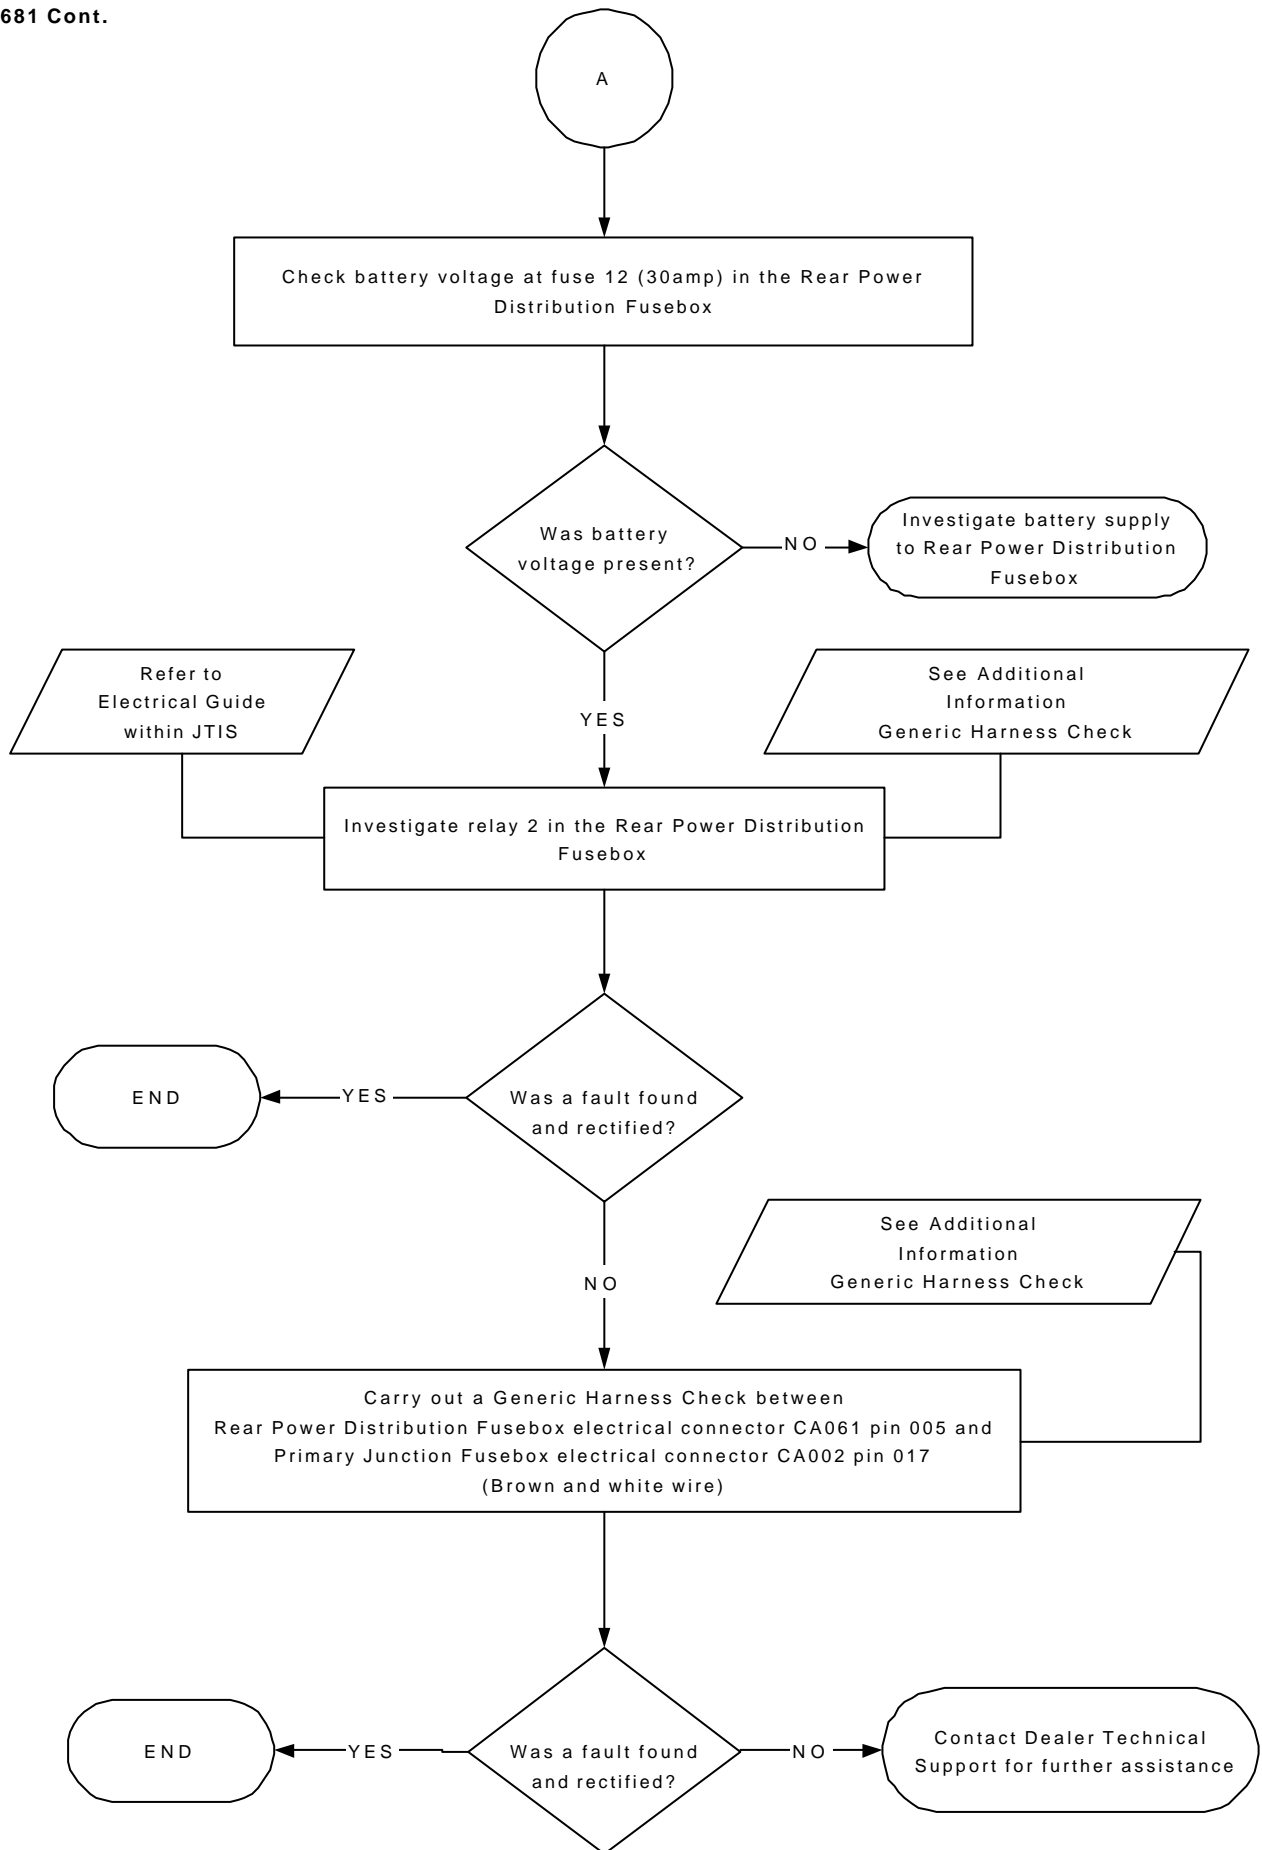 681 Cont.
A
Check battery voltage at fuse 12 (30amp) in the Rear Power
Distribution Fusebox
Was battery
voltage present?
NO
Investigate battery supply
to Rear Power Distribution
Fusebox
Refer to
Electrical Guide
within JTIS
YES
See Additional
Information
Generic Harness Check
Investigate relay 2 in the Rear Power Distribution
Fusebox
END
YES
Was a fault found
and rectified?
See Additional
Information
Generic Harness Check
NO
Carry out a Generic Harness Check between
Rear Power Distribution Fusebox electrical connector CA061 pin 005 and
Primary Junction Fusebox electrical connector CA002 pin 017
(Brown and white wire)
END
YES
Was a fault found
and rectified?
NO
Contact Dealer Technical
Support for further assistance